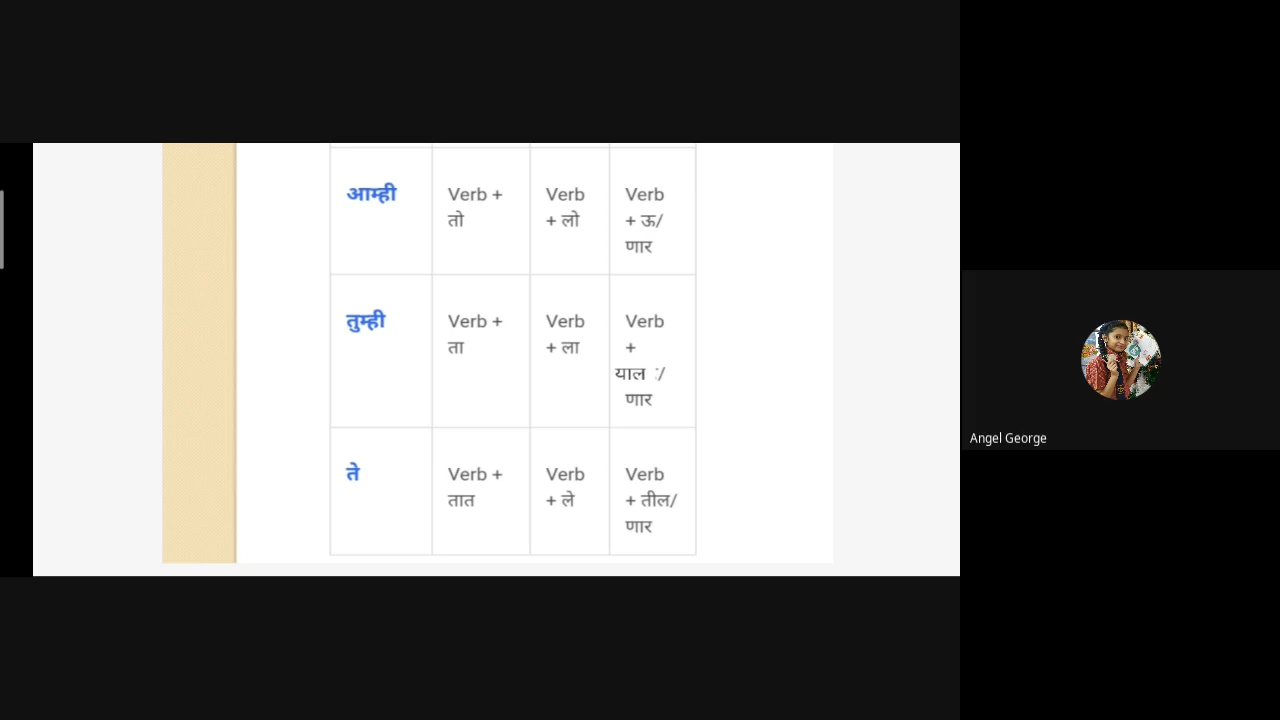 आम्ही
Verb +
तो
Verb
+ लो
Verb
+ ऊ/
णार
तुम्ही
Verb +
ता
Verb
+ ला
Verb
+
याल :/
णार
ते
Verb +
तात
Verb
+ ले
Verb
+ तील/
णार
Angel George